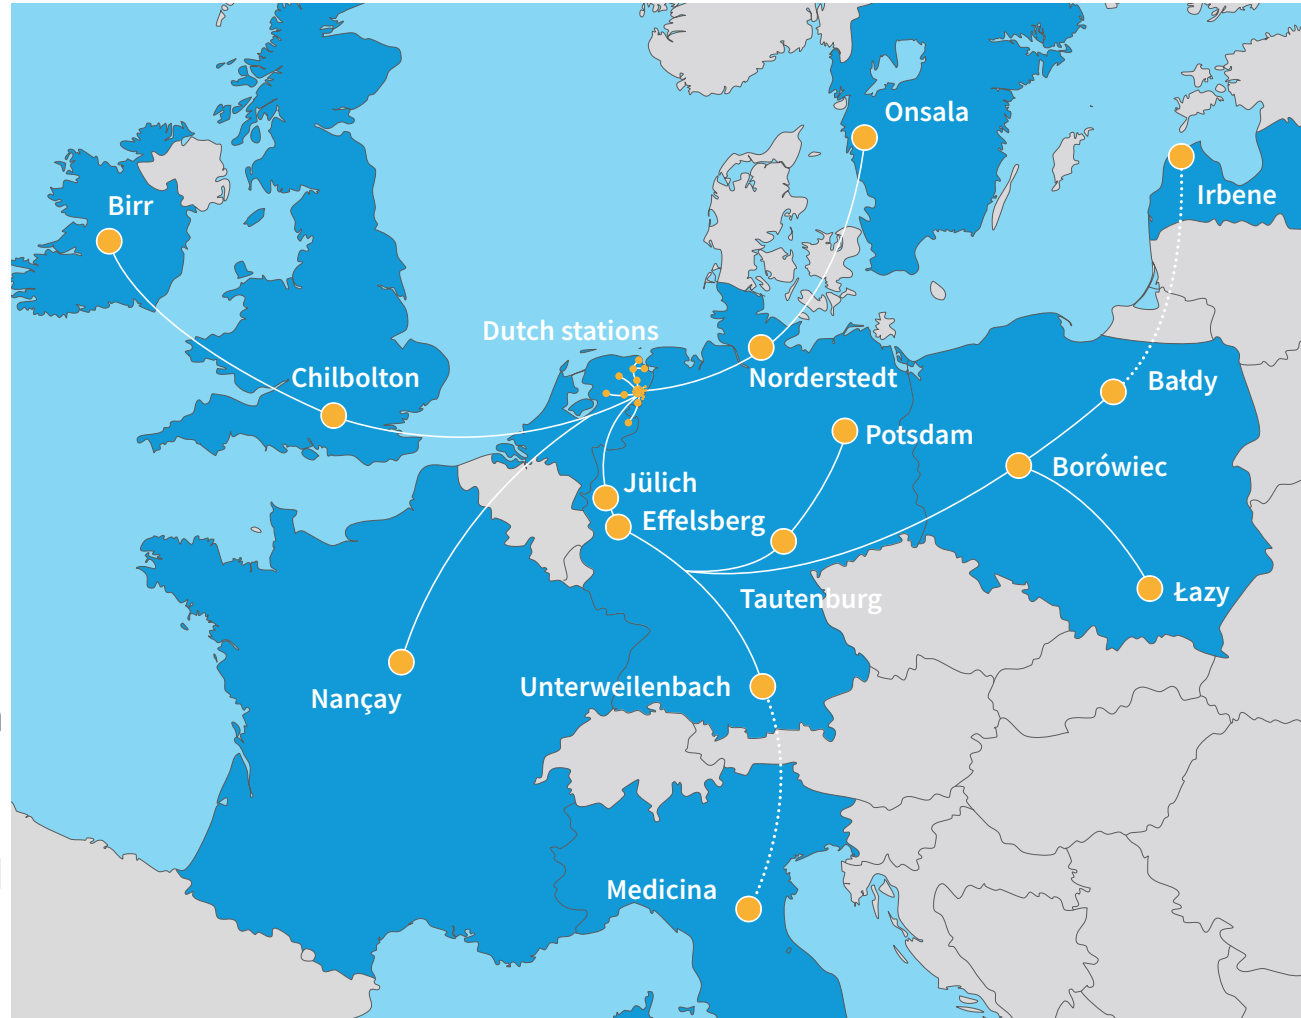 Onsala
Irbene
Birr
Dutch stations
Chilbolton
Norderstedt
Bałdy
Potsdam
Borówiec
Jülich
Effelsberg
Tautenburg
Łazy
Unterweilenbach
Nançay
Medicina